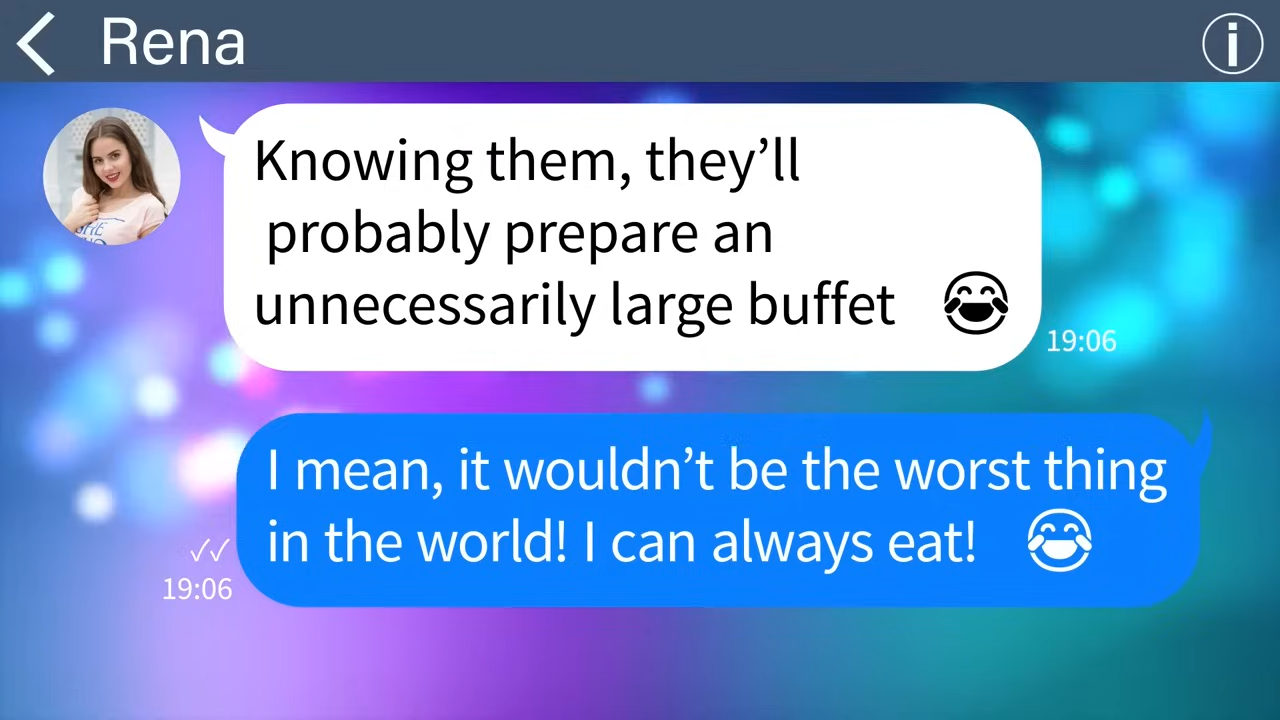 Rena
Knowing them, they’ll
probably prepare an
unnecessarily large buffet 😂
19:06
I mean, it wouldn’t be the worst thing
in the world! I can always eat! 😂
✓✓
19:06